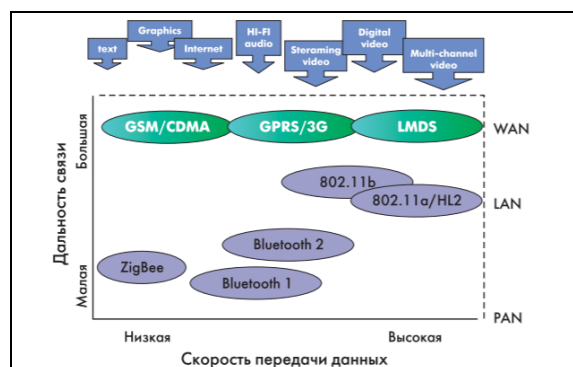 text
Graphics
Internet
HI-FI
audio
Steraming
video
Digital
video
Multi-channel
video
Дальность связи
Большая
Малая
GSM/CDMA
GPRS/3G
LMDS
WAN
802.11b
802.11a/HL2
LAN
Bluetooth 2
ZigBee
Bluetooth 1
PAN
Низкая
Высокая
Скорость передачи данных